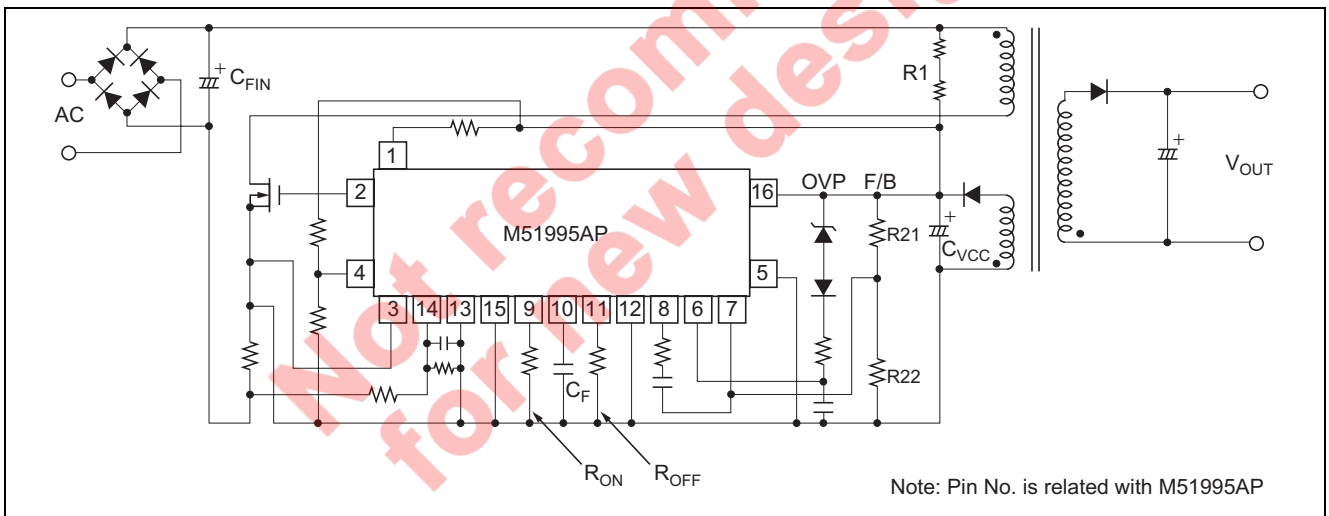 Not recommended
for new design
AC
+
C_FIN
R1
+
V_OUT
1
2
16
OVP
F/B
M51995AP
R21
+
C_VCC
4
5
3
14
13
15
9
10
11
12
8
6
7
C_F
R22
R_ON
R_OFF
Note: Pin No. is related with M51995AP